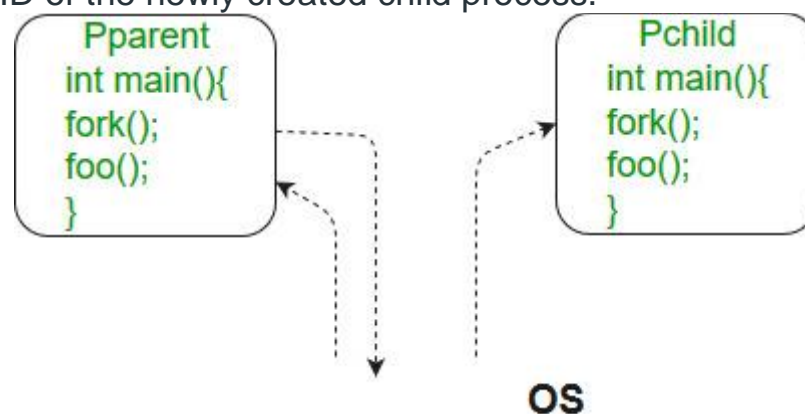 ID of the newly created child process.
Pparent
int main(){
fork();
foo();
}
Pchild
int main(){
fork();
foo();
}
OS